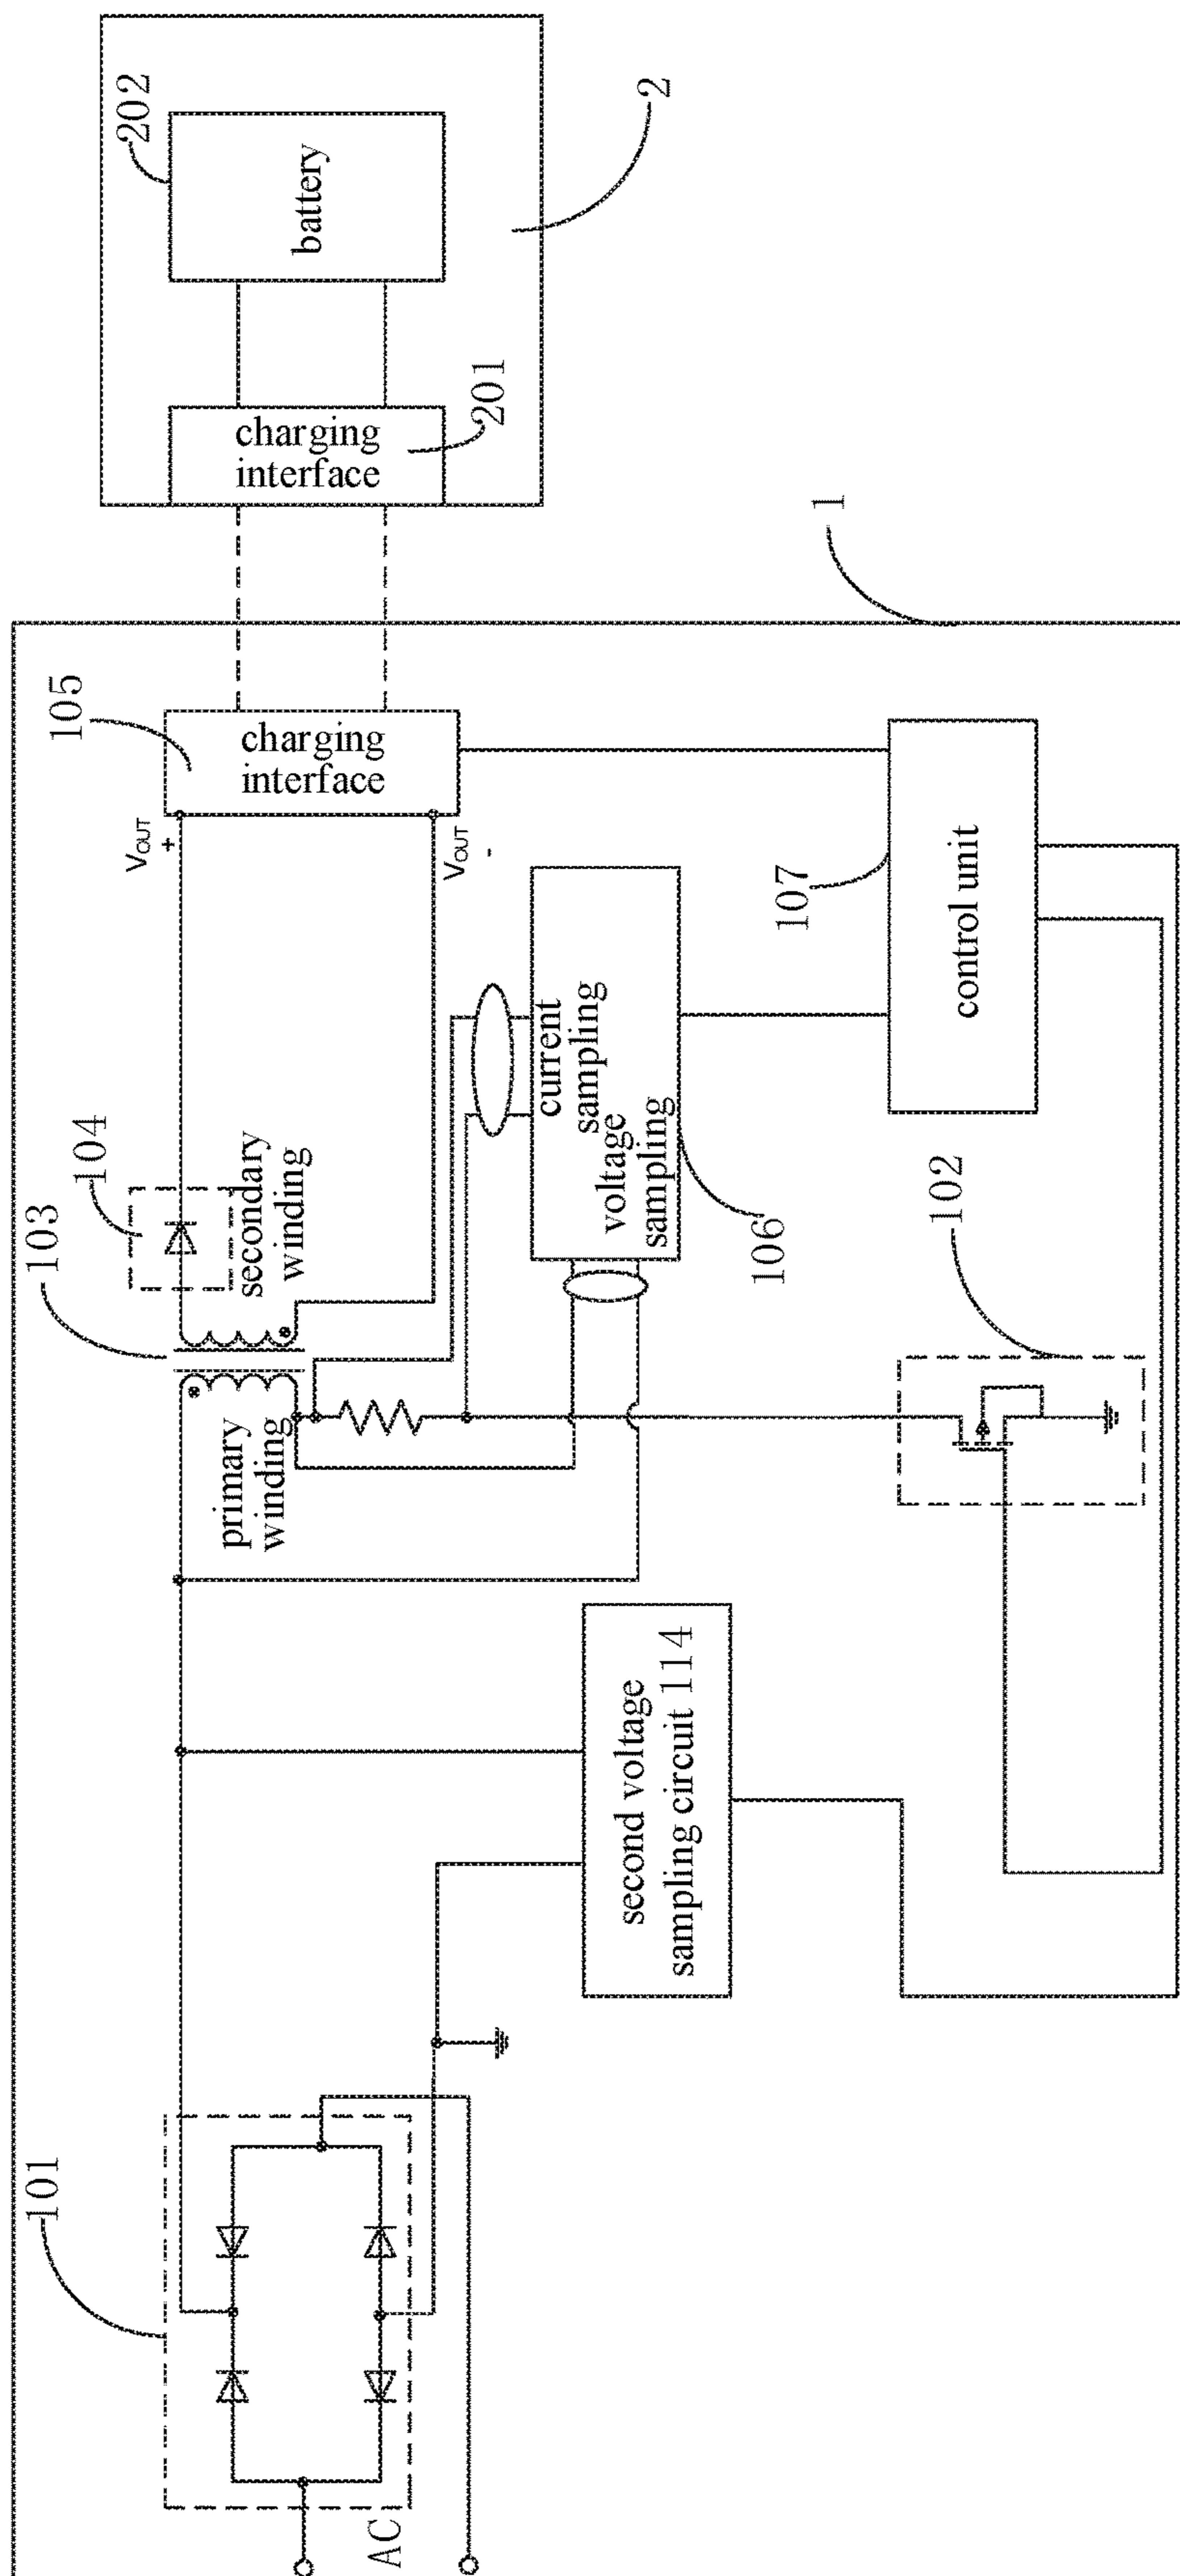 101
AC
second voltage
sampling circuit 114
primary
winding
103
104
secondary
winding
102
current
sampling
voltage
sampling
106
VOUT
+
VOUT
-
105
charging
interface
107
control unit
1
charging
interface
201
202
battery
2